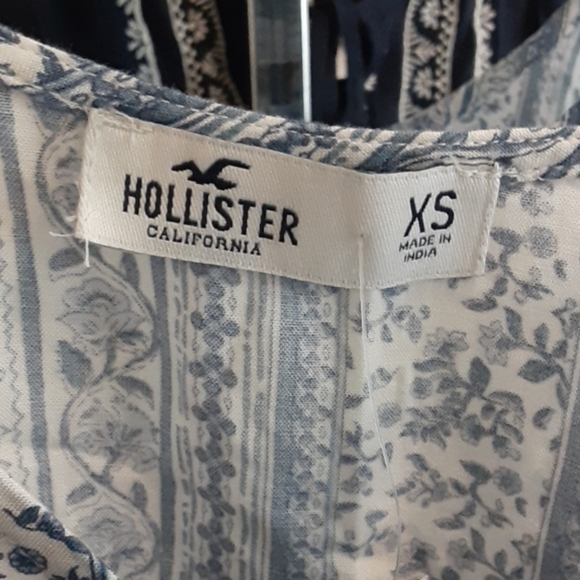 HOLLISTER
CALIFORNIA
XS
MADE IN
INDIA